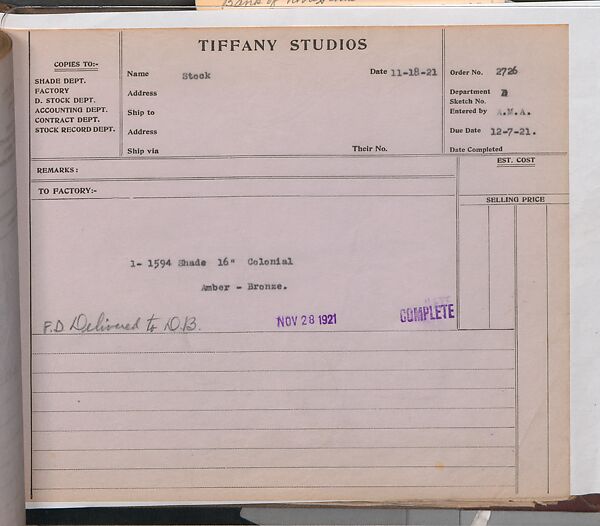 TIFFANY STUDIOS
COPIES TO:-
SHADE DEPT.
FACTORY
D. STOCK DEPT.
ACCOUNTING DEPT.
CONTRACT DEPT.
STOCK RECORD DEPT.
Name Stock Date 11-18-21
Address
Ship to
Address
Ship via Their No.
Order No. 2726
Department D
Sketch No.
Entered by A.M.A.
Due Date 12-7-21.
Date Completed
REMARKS:
EST. COST
TO FACTORY:-
SELLING PRICE
1- 1594 Shade 16" Colonial
Amber - Bronze.
F.D Delivered to D.B. NOV 28 1921 COMPLETE